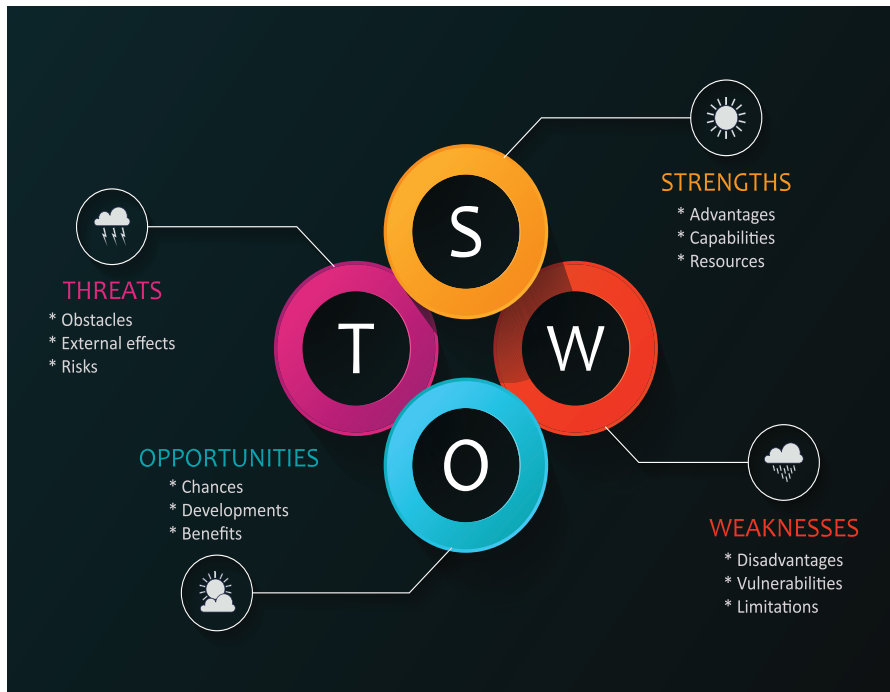 S
STRENGTHS
* Advantages
* Capabilities
* Resources
THREATS
* Obstacles
* External effects
* Risks
T
W
OPPORTUNITIES
* Chances
* Developments
* Benefits
O
WEAKNESSES
* Disadvantages
* Vulnerabilities
* Limitations